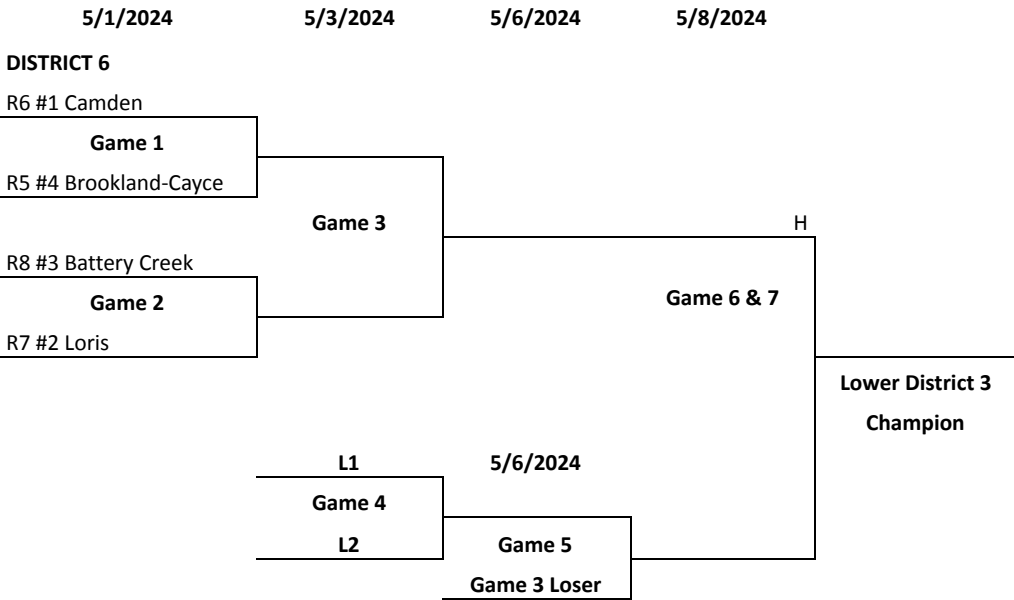 5/1/2024 5/3/2024 5/6/2024 5/8/2024
DISTRICT 6
R6 #1 Camden
Game 1
R5 #4 Brookland-Cayce
Game 3
H
R8 #3 Battery Creek
Game 2
Game 6 & 7
R7 #2 Loris
Lower District 3
Champion
L1 5/6/2024
Game 4
L2 Game 5
Game 3 Loser